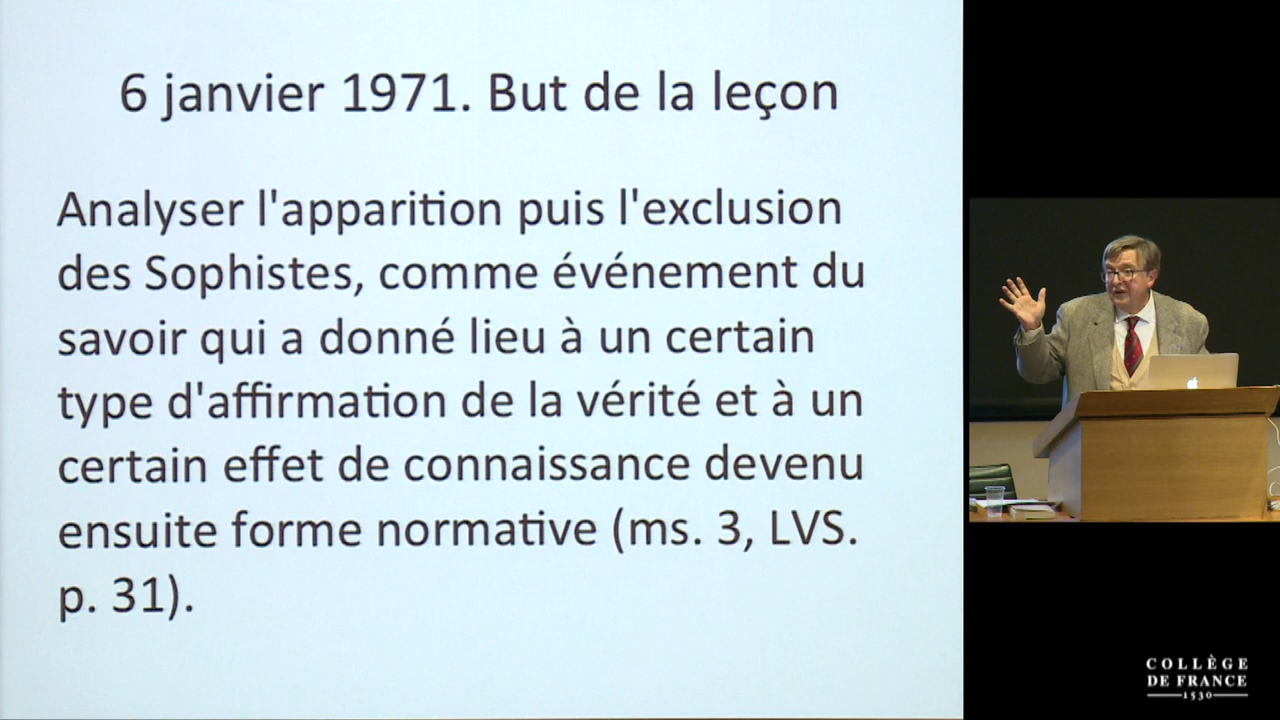 6 janvier 1971. But de la leçon
Analyser l'apparition puis l'exclusion
des Sophistes, comme événement du
savoir qui a donné lieu à un certain
type d'affirmation de la vérité et à un
certain effet de connaissance devenu
ensuite forme normative (ms. 3, LVS.
p. 31).
COLLÈGE
DE FRANCE
1530